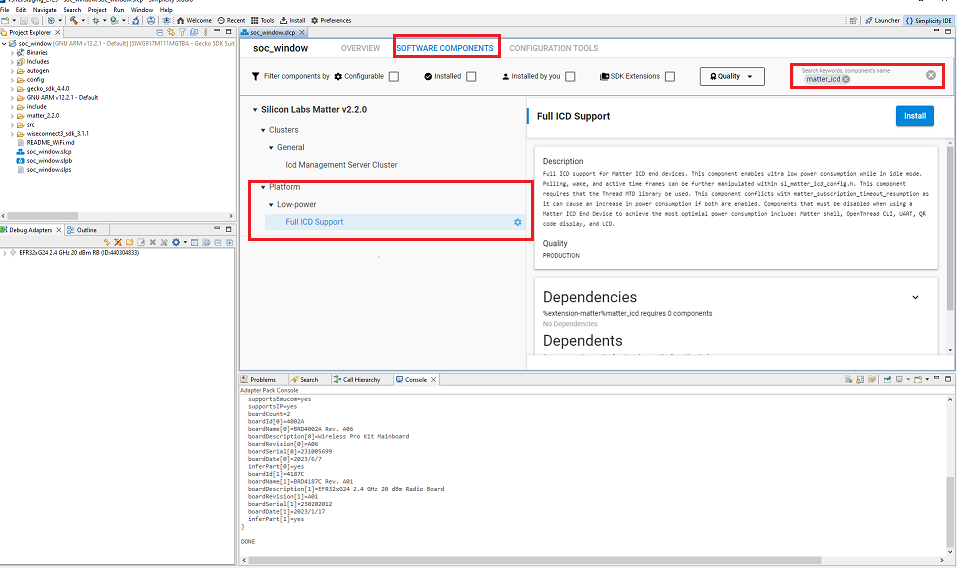 File Edit Navigate Search Project Run Window Help
Welcome Recent Tools Install Preferences
Launcher Simplicity IDE
Project Explorer
soc_window [GNU ARM v12.2.1 - Default] [SIWG917M111MGTBA - Gecko SDK Suit
Binaries
Includes
autogen
config
gecko_sdk_4.4.0
GNU ARM v12.2.1 - Default
include
matter_2.2.0
src
wiseconnect3_sdk_3.1.1
README_WiFi.md
soc_window.slcp
soc_window.slpb
soc_window.slps
Debug Adapters Outline
EFR32xG24 2.4 GHz 20 dBm RB (ID:440304833)
soc_window.slcp
soc_window OVERVIEW SOFTWARE COMPONENTS CONFIGURATION TOOLS
Filter components by Configurable Installed Installed by you SDK Extensions Quality
Search keywords, component's name
matter_icd
Silicon Labs Matter v2.2.0
Clusters
General
Icd Management Server Cluster
Platform
Low-power
Full ICD Support
Full ICD Support
Install
Description
Full ICD support for Matter ICD end devices. This component enables ultra low power consumption while in idle mode.
Polling, wake, and active time frames can be further manipulated within sl_matter_icd_config.h. This component
requires that the Thread MTD library be used. This component conflicts with matter_subscription_timeout_resumption as
it can cause an increase in power consumption if both are enabled. Components that must be disabled when using a
Matter ICD End Device to achieve the most optimial power consumption include: Matter shell, OpenThread CLI, UART, QR
code display, and LCD.
Quality
PRODUCTION
Dependencies
%extension-matter%matter_icd requires 0 components
No Dependencies
Dependents
Problems Search Call Hierarchy Console
Adapter Pack Console
supportsEmucom=yes
supportsIP=yes
boardCount=2
boardId[0]=4002A
boardName[0]=BRD4002A Rev. A06
boardDescription[0]=Wireless Pro Kit Mainboard
boardRevision[0]=A06
boardSerial[0]=231005699
boardDate[0]=2023/6/7
inferPart[0]=yes
boardId[1]=4187C
boardName[1]=BRD4187C Rev. A01
boardDescription[1]=EFR32xG24 2.4 GHz 20 dBm Radio Board
boardRevision[1]=A01
boardSerial[1]=230202012
boardDate[1]=2023/1/17
inferPart[1]=yes
}
DONE